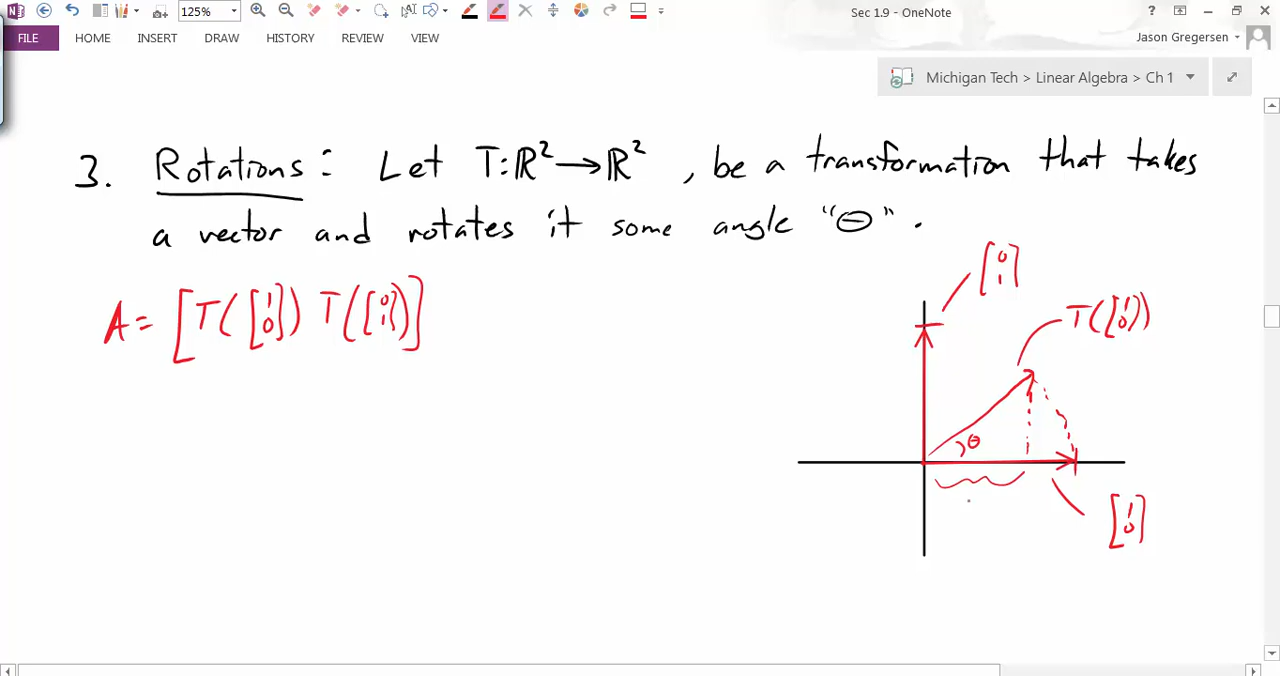 125%
Sec 1.9 - OneNote
?
FILE HOME INSERT DRAW HISTORY REVIEW VIEW
Jason Gregersen
Michigan Tech > Linear Algebra > Ch 1
3. Rotations: Let T:ℝ²→ℝ², be a transformation that takes
a vector and rotates it some angle "θ".
A = [T([1 0]) T([0 1])]
[0 1]
T([1 0])
θ
[1 0]